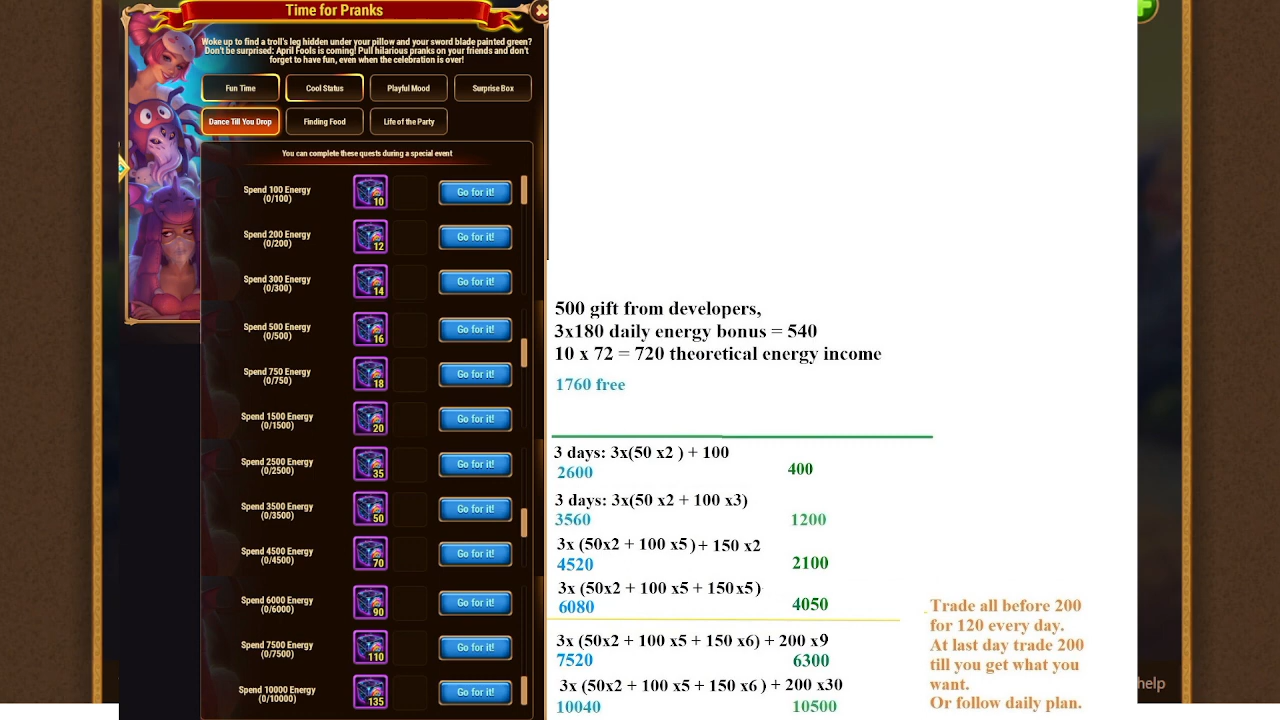 Time for Pranks
Woke up to find a troll's leg hidden under your pillow and your sword blade painted green?
Don't be surprised: April Fools is coming! Pull hilarious pranks on your friends and don't
forget to have fun, even when the celebration is over!
Fun Time
Cool Status
Playful Mood
Surprise Box
Dance Till You Drop
Finding Food
Life of the Party
You can complete these quests during a special event
Spend 100 Energy
(0/100)
10
Go for it!
Spend 200 Energy
(0/200)
12
Go for it!
Spend 300 Energy
(0/300)
14
Go for it!
Spend 500 Energy
(0/500)
16
Go for it!
Spend 750 Energy
(0/750)
18
Go for it!
Spend 1500 Energy
(0/1500)
20
Go for it!
Spend 2500 Energy
(0/2500)
35
Go for it!
Spend 3500 Energy
(0/3500)
50
Go for it!
Spend 4500 Energy
(0/4500)
70
Go for it!
Spend 6000 Energy
(0/6000)
90
Go for it!
Spend 7500 Energy
(0/7500)
110
Go for it!
Spend 10000 Energy
(0/10000)
135
Go for it!
500 gift from developers,
3x180 daily energy bonus = 540
10 x 72 = 720 theoretical energy income
1760 free
3 days: 3x(50 x2 ) + 100
2600 400
3 days: 3x(50 x2 + 100 x3)
3560 1200
3x (50x2 + 100 x5 ) + 150 x2
4520 2100
3x (50x2 + 100 x5 + 150x5)
6080 4050
3x (50x2 + 100 x5 + 150 x6) + 200 x9
7520 6300
3x (50x2 + 100 x5 + 150 x6 ) + 200 x30
10040 10500
Trade all before 200
for 120 every day.
At last day trade 200
till you get what you
want.
Or follow daily plan.
help